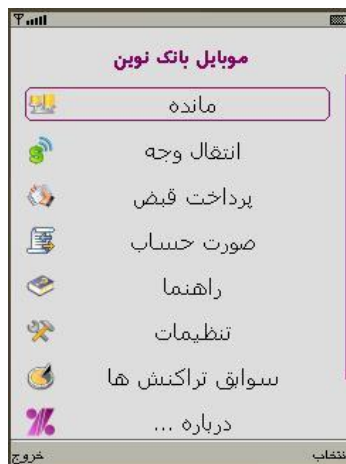 موبایل بانک نوین
مانده
انتقال وجه
پرداخت قبض
صورت حساب
راهنما
تنظیمات
سوابق تراکنش ها
درباره ...
انتخاب
خروج